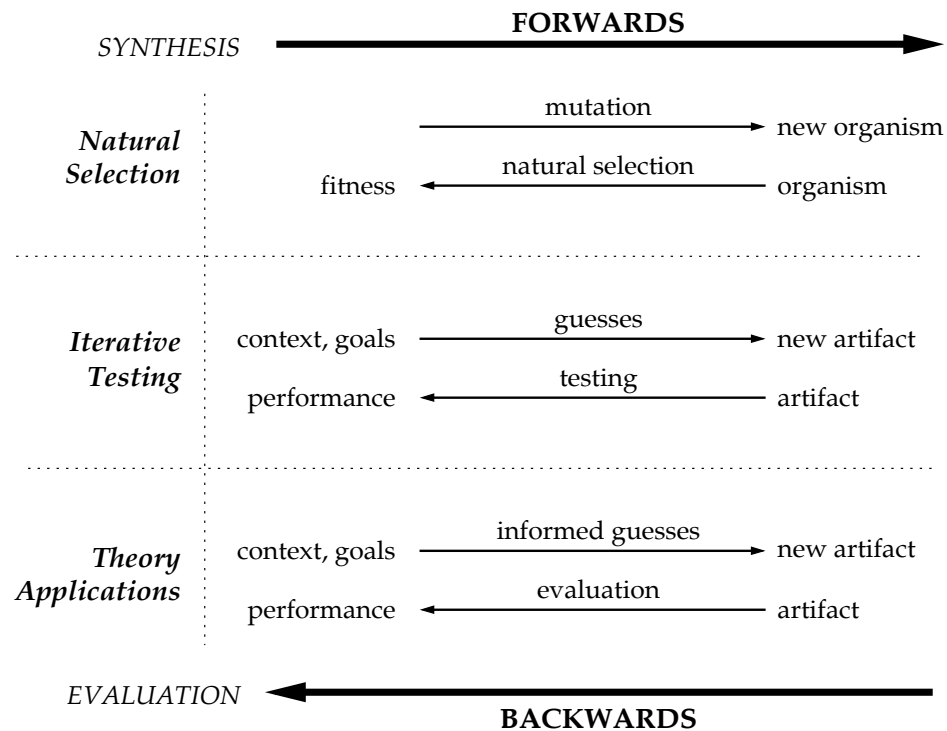 FORWARDS
SYNTHESIS
mutation
Natural Selection
new organism
natural selection
fitness
organism
guesses
Iterative Testing
context, goals
new artifact
testing
performance
artifact
informed guesses
Theory Applications
context, goals
new artifact
evaluation
performance
artifact
EVALUATION
BACKWARDS